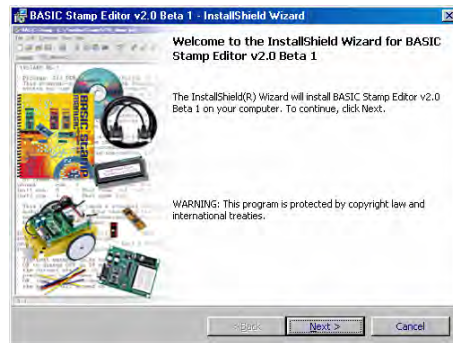 BASIC Stamp Editor v2.0 Beta 1 - InstallShield Wizard
Welcome to the InstallShield Wizard for BASIC
Stamp Editor v2.0 Beta 1
The InstallShield(R) Wizard will install BASIC Stamp Editor v2.0
Beta 1 on your computer. To continue, click Next.
BASIC Stamp
WARNING: This program is protected by copyright law and
international treaties.
< Back
Next >
Cancel